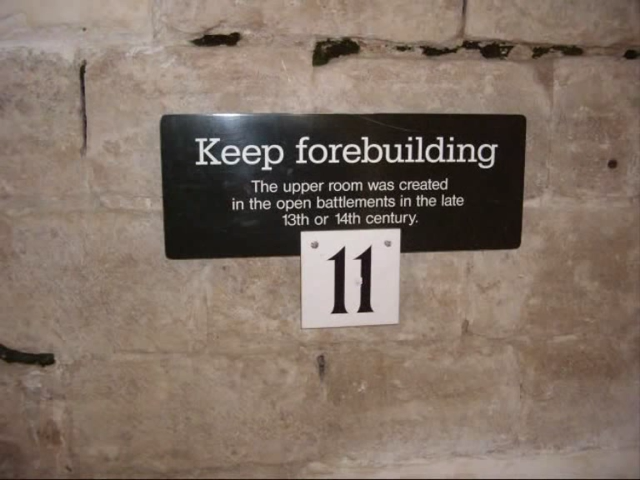 Keep forebuilding
The upper room was created
in the open battlements in the late
13th or 14th century.
11